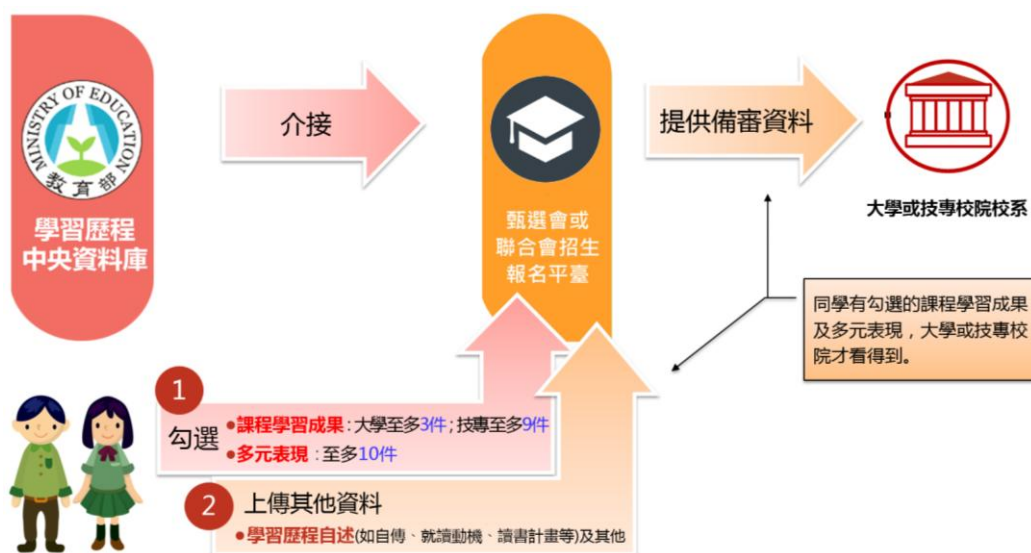 MINISTRY OF EDUCATION
教育部
學習歷程
中央資料庫
介接
甄選會或
聯合會招生
報名平臺
提供備審資料
大學或技專校院校系
同學有勾選的課程學習成果
及多元表現，大學或技專校
院才看得到。
1
勾選
●課程學習成果：大學至多3件；技專至多9件
●多元表現：至多10件
2
上傳其他資料
●學習歷程自述(如自傳、就讀動機、讀書計畫等)及其他